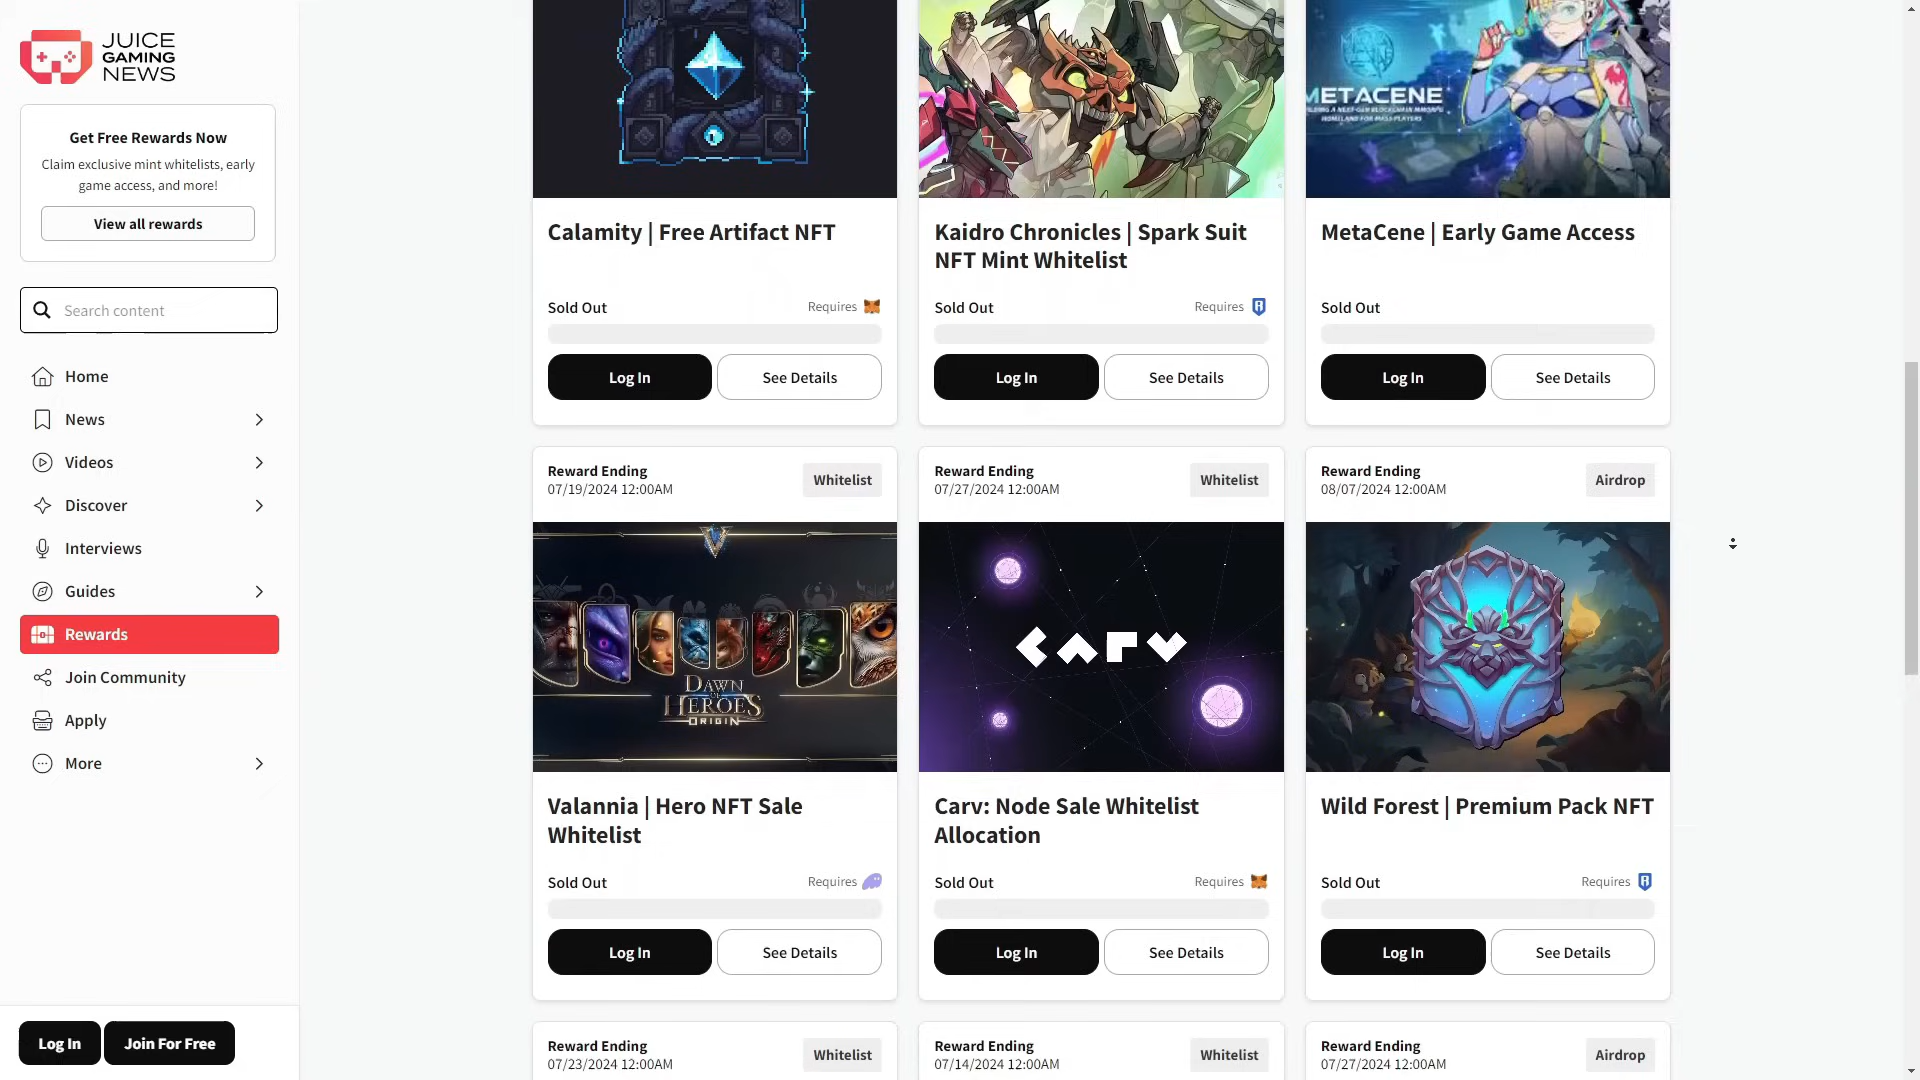 JUICE
GAMING
NEWS
Get Free Rewards Now
Claim exclusive mint whitelists, early
game access, and more!
View all rewards
Search content
Home
News
Videos
Discover
Interviews
Guides
Rewards
Join Community
Apply
More
Log In
Join For Free
METACENE
Calamity | Free Artifact NFT
Sold Out
Requires
Log In
See Details
Kaidro Chronicles | Spark Suit
NFT Mint Whitelist
Sold Out
Requires
Log In
See Details
MetaCene | Early Game Access
Sold Out
Log In
See Details
Reward Ending
07/19/2024 12:00AM
Whitelist
DAWN
OF
HEROES
ORIGIN
Valannia | Hero NFT Sale
Whitelist
Sold Out
Requires
Log In
See Details
Reward Ending
07/27/2024 12:00AM
Whitelist
Carv
Carv: Node Sale Whitelist
Allocation
Sold Out
Requires
Log In
See Details
Reward Ending
08/07/2024 12:00AM
Airdrop
Wild Forest | Premium Pack NFT
Sold Out
Requires
Log In
See Details
Reward Ending
07/23/2024 12:00AM
Whitelist
Reward Ending
07/14/2024 12:00AM
Whitelist
Reward Ending
07/27/2024 12:00AM
Airdrop